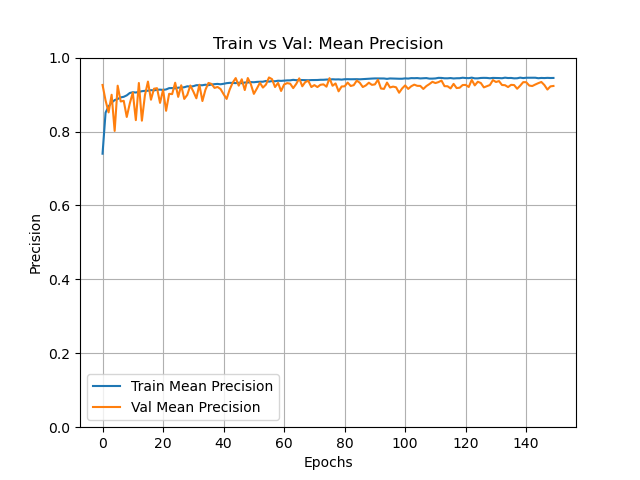 Train vs Val: Mean Precision
1.0
0.8
0.6
0.4
0.2
0.0
Precision
Train Mean Precision
Val Mean Precision
0 20 40 60 80 100 120 140
Epochs